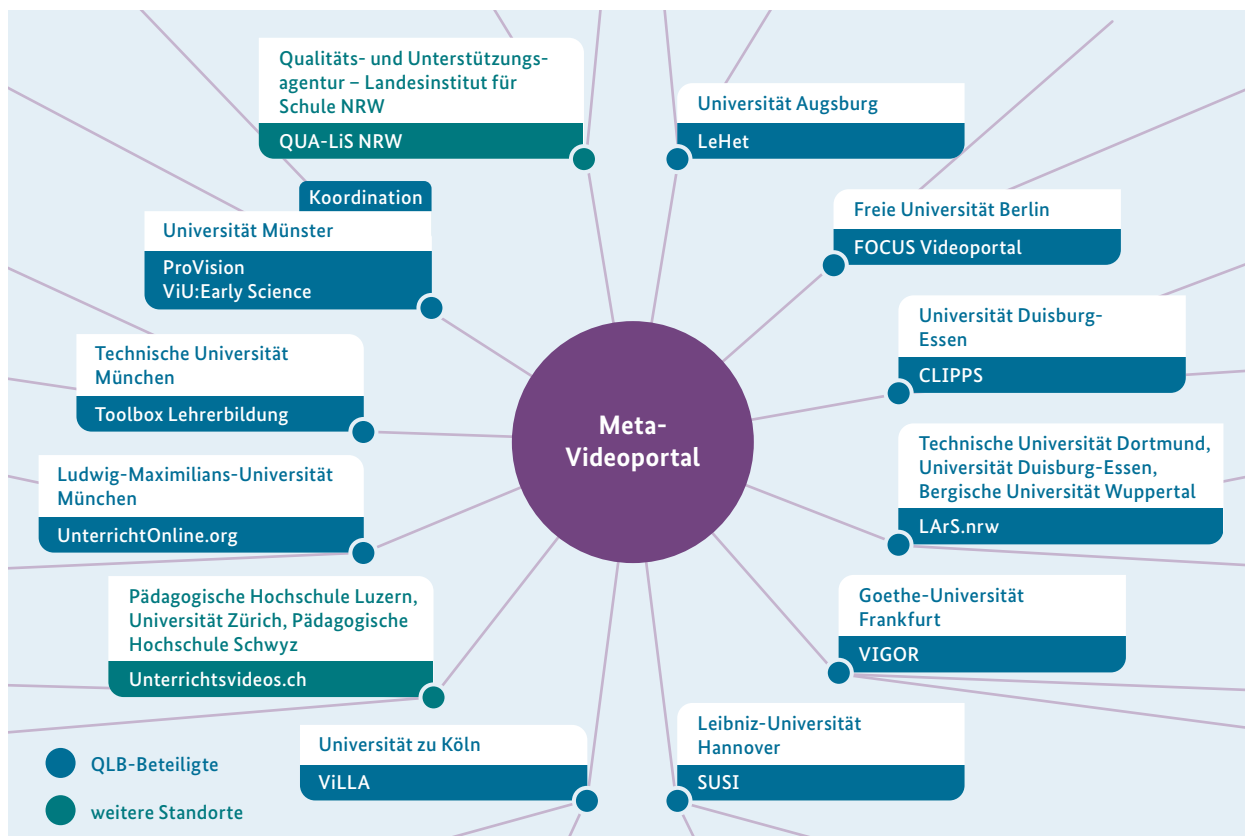 Qualitäts- und Unterstützungs-
agentur – Landesinstitut für
Schule NRW
QUA-LiS NRW
Universität Augsburg
LeHet
Koordination
Universität Münster
ProVision
ViU:Early Science
Freie Universität Berlin
FOCUS Videoportal
Universität Duisburg-
Essen
CLIPPS
Technische Universität
München
Toolbox Lehrerbildung
Meta-
Videoportal
Technische Universität Dortmund,
Universität Duisburg-Essen,
Bergische Universität Wuppertal
LArS.nrw
Ludwig-Maximilians-Universität
München
UnterrichtOnline.org
Pädagogische Hochschule Luzern,
Universität Zürich, Pädagogische
Hochschule Schwyz
Unterrichtsvideos.ch
Goethe-Universität
Frankfurt
VIGOR
Universität zu Köln
ViLLA
Leibniz-Universität
Hannover
SUSI
QLB-Beteiligte
weitere Standorte